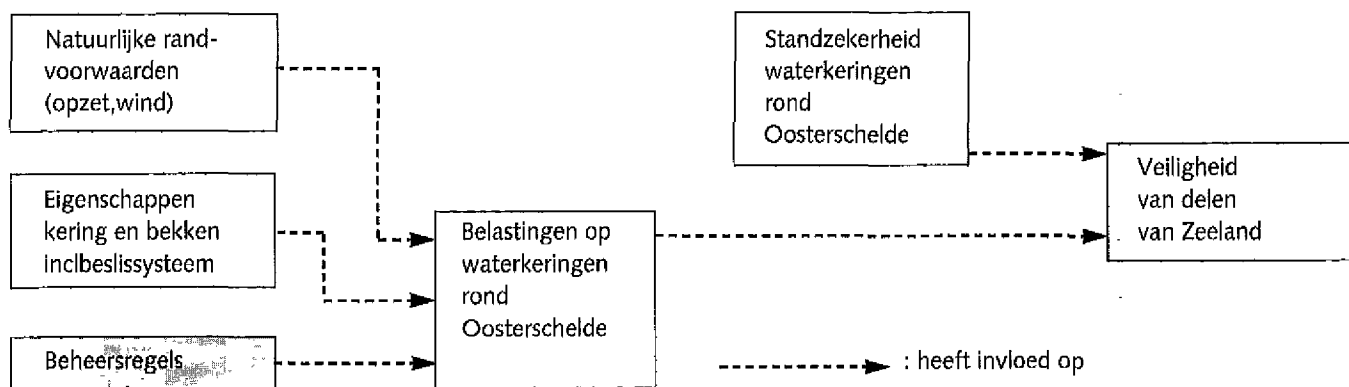 Natuurlijke rand-
voorwaarden
(opzet,wind)
Eigenschappen
kering en bekken
inclbeslissysteem
Beheersregels
Belastingen op
waterkeringen
rond
Oosterschelde
Standzekerheid
waterkeringen
rond
Oosterschelde
Veiligheid
van delen
van Zeeland
: heeft invloed op